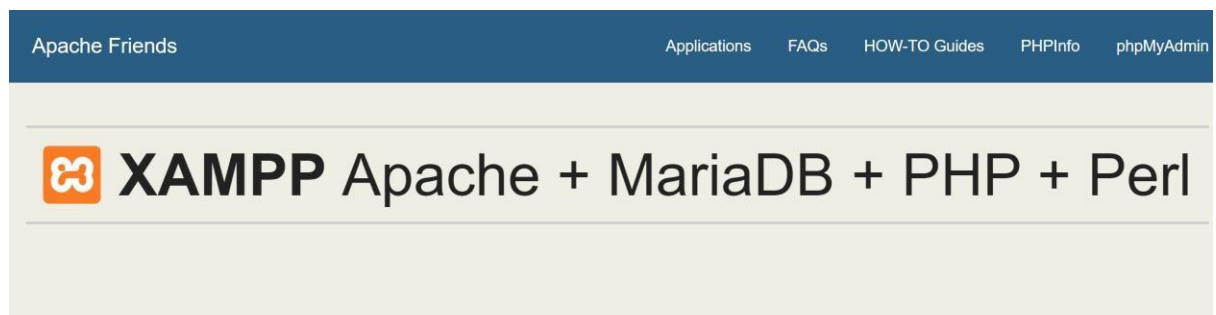 Apache Friends Applications FAQs HOW-TO Guides PHPInfo phpMyAdmin
XAMPP Apache + MariaDB + PHP + Perl